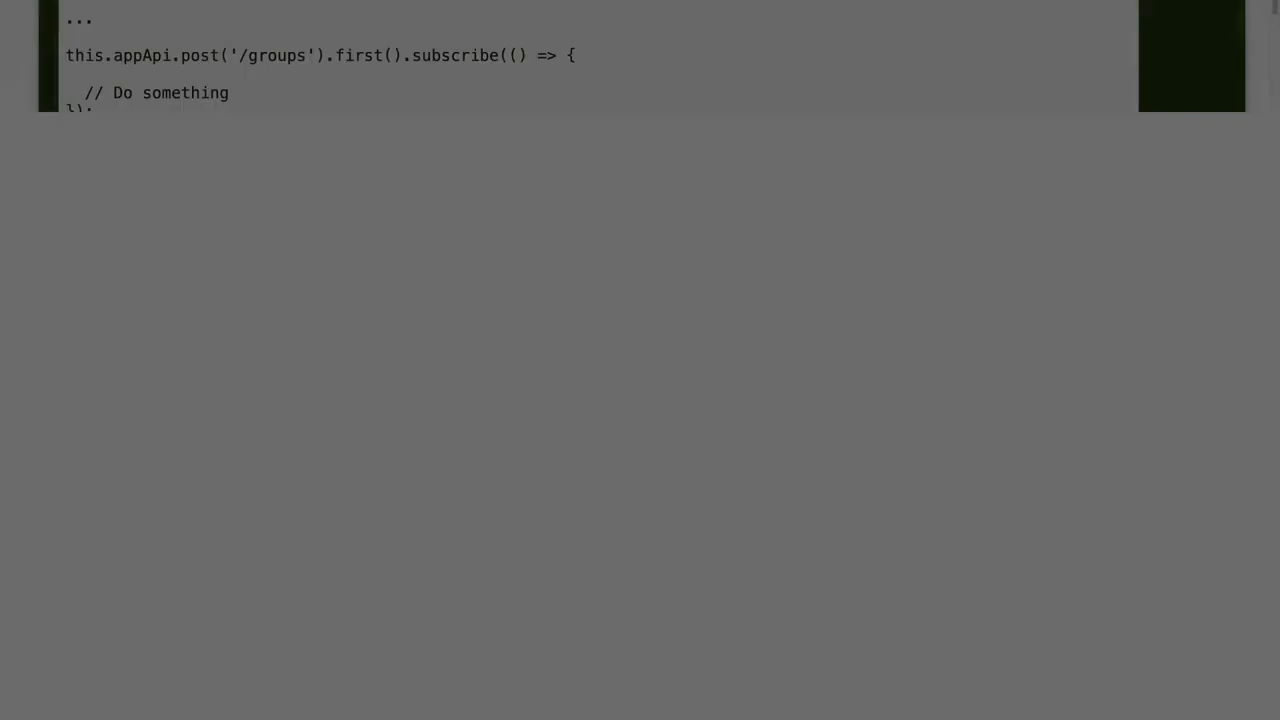 ...
this.appApi.post('/groups').first().subscribe(() => {
// Do something
});